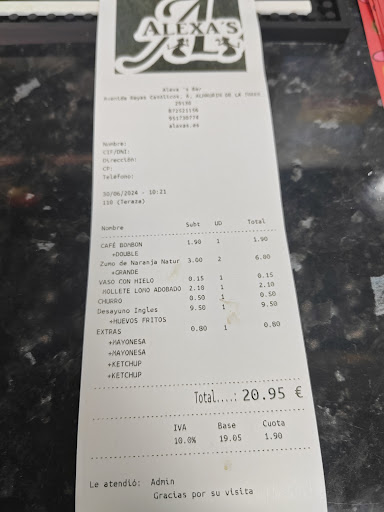 ALEXA'S
Alexa 's Bar
Avenida Reyes Católicos, 6, ALHAURIN DE LA TORRE
29130
951738774
alexas.es
Nombre:
CIF/DNI:
Dirección:
CP:
Teléfono:
30/06/2024 - 10:21
110 (Teraza)
Nombre Subt UD Total
CAFÉ BOMBON 1.90 1 1.90
+DOUBLE
Zumo de Naranja Natur 3.00 2 6.00
+GRANDE
VASO CON HIELO 0.15 1 0.15
MOLLETE LOMO ADOBADO 2.10 1 2.10
CHURRO 0.50 1 0.50
Desayuno Ingles 9.50 1 9.50
+HUEVOS FRITOS
EXTRAS 0.80 1 0.80
+MAYONESA
+MAYONESA
+KETCHUP
+KETCHUP
Total....: 20.95 €
IVA Base Cuota
10.0% 19.05 1.90
Le atendió: Admin
Gracias por su visita